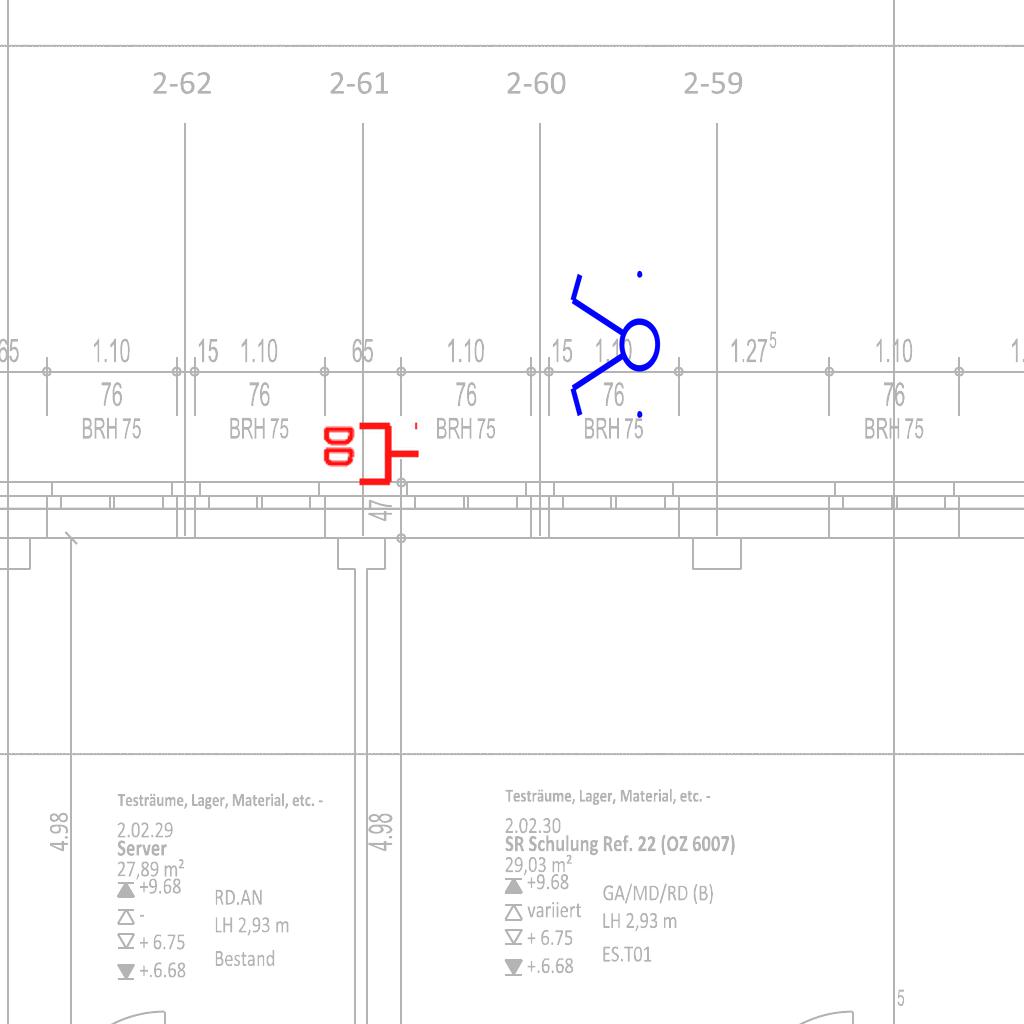 2-62 2-61 2-60 2-59
65 1.10 15 1.10 65 1.10 15 1.10 1.27⁵ 1.10 1.
76 76 76 76 76
BRH 75 BRH 75 BRH 75 BRH 75 BRH 75
00
47
4.98
4.98
Testräume, Lager, Material, etc. -
2.02.29
Server
27,89 m²
+9.68
-
+ 6.75
+.6.68
RD.AN
LH 2,93 m
Bestand
Testräume, Lager, Material, etc. -
2.02.30
SR Schulung Ref. 22 (OZ 6007)
29,03 m²
+9.68
variiert
+ 6.75
+.6.68
GA/MD/RD (B)
LH 2,93 m
ES.T01
5